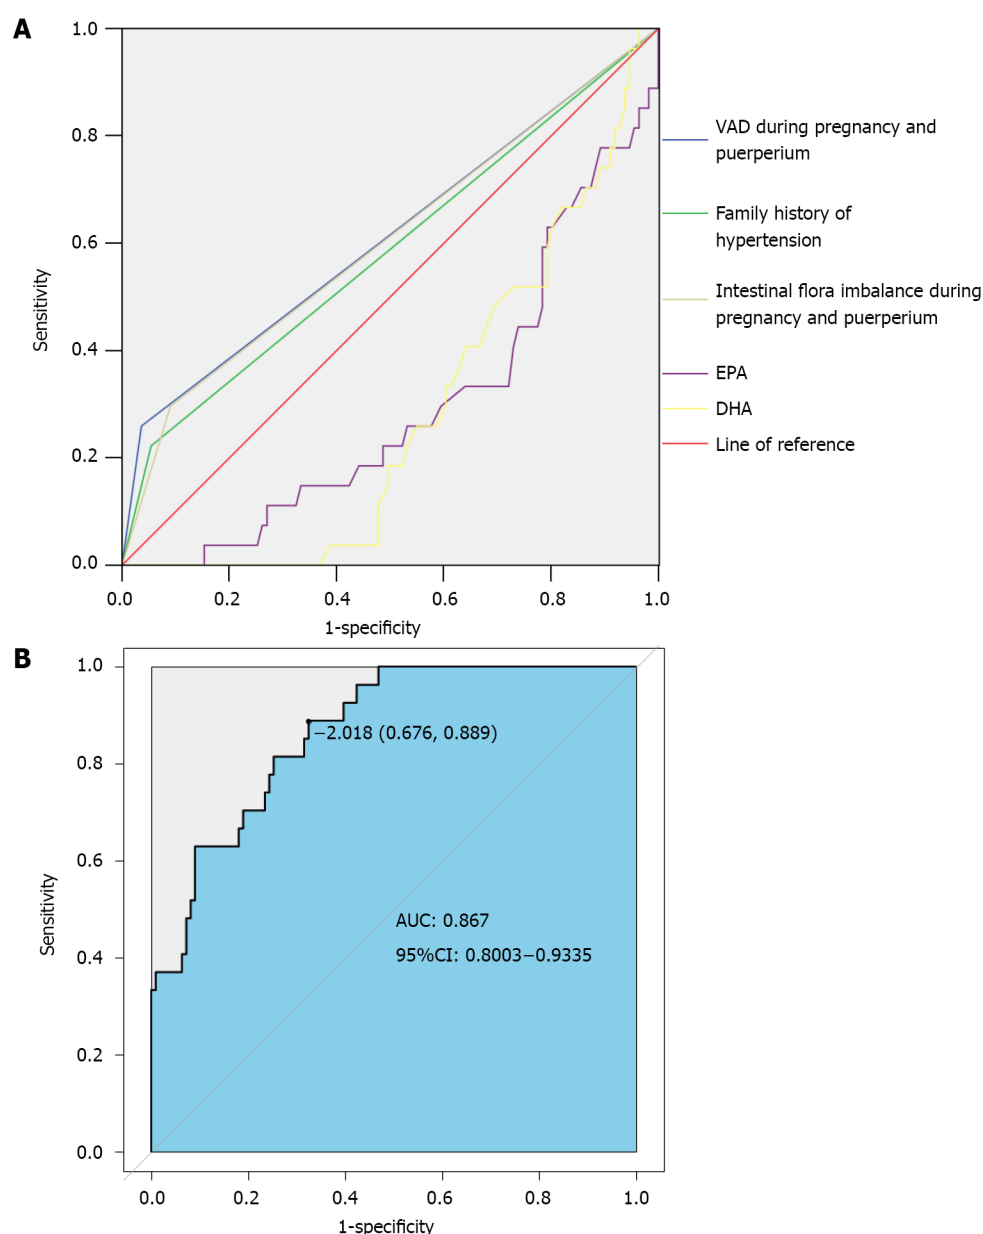 A
1.0
0.8
0.6
0.4
0.2
0.0
Sensitivity
0.0 0.2 0.4 0.6 0.8 1.0
1-specificity
VAD during pregnancy and
puerperium
Family history of
hypertension
Intestinal flora imbalance during
pregnancy and puerperium
EPA
DHA
Line of reference
B
1.0
0.8
0.6
0.4
0.2
0.0
Sensitivity
−2.018 (0.676, 0.889)
AUC: 0.867
95%CI: 0.8003−0.9335
0.0 0.2 0.4 0.6 0.8 1.0
1-specificity